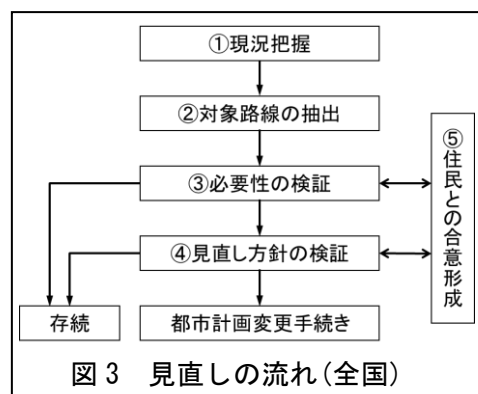 ①現況把握
②対象路線の抽出
③必要性の検証
④見直し方針の検証
⑤住民との合意形成
存続
都市計画変更手続き
図3 見直しの流れ(全国)